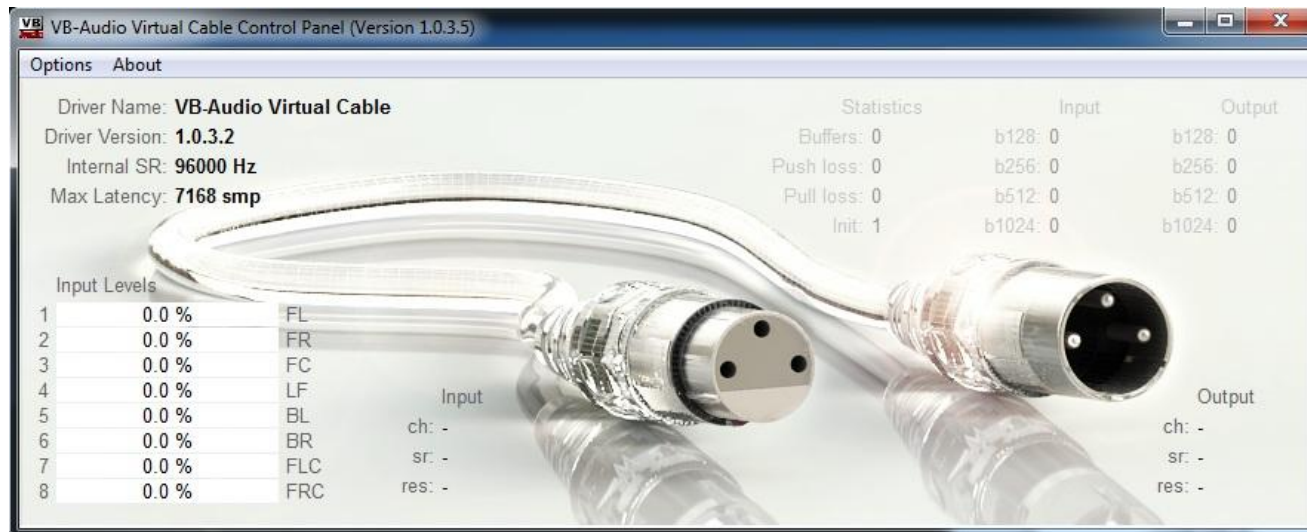 VB VB-Audio Virtual Cable Control Panel (Version 1.0.3.5)
Options About
Driver Name: VB-Audio Virtual Cable
Driver Version: 1.0.3.2
Internal SR: 96000 Hz
Max Latency: 7168 smp
Statistics Input Output
Buffers: 0 b128: 0 b128: 0
Push loss: 0 b256: 0 b256: 0
Pull loss: 0 b512: 0 b512: 0
Init: 1 b1024: 0 b1024: 0
Input Levels
1 0.0 % FL
2 0.0 % FR
3 0.0 % FC
4 0.0 % LF
5 0.0 % BL
6 0.0 % BR
7 0.0 % FLC
8 0.0 % FRC
Input
ch: -
sr: -
res: -
Output
ch: -
sr: -
res: -